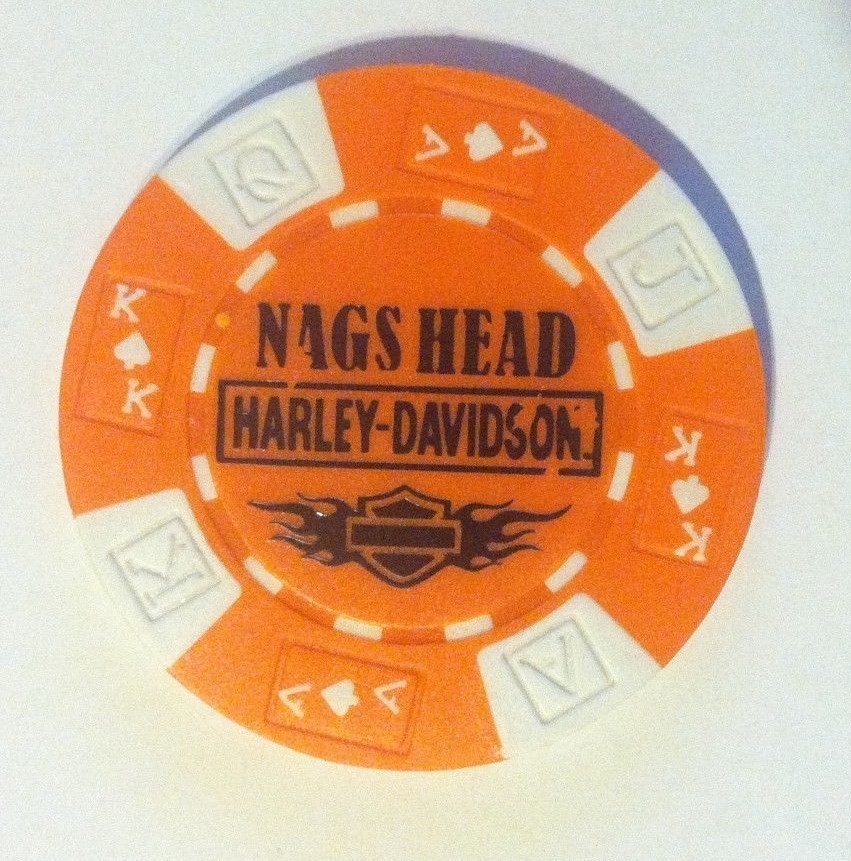 NAGS HEAD
HARLEY-DAVIDSON
Q
A A
J
K K
A
A A
K
K K